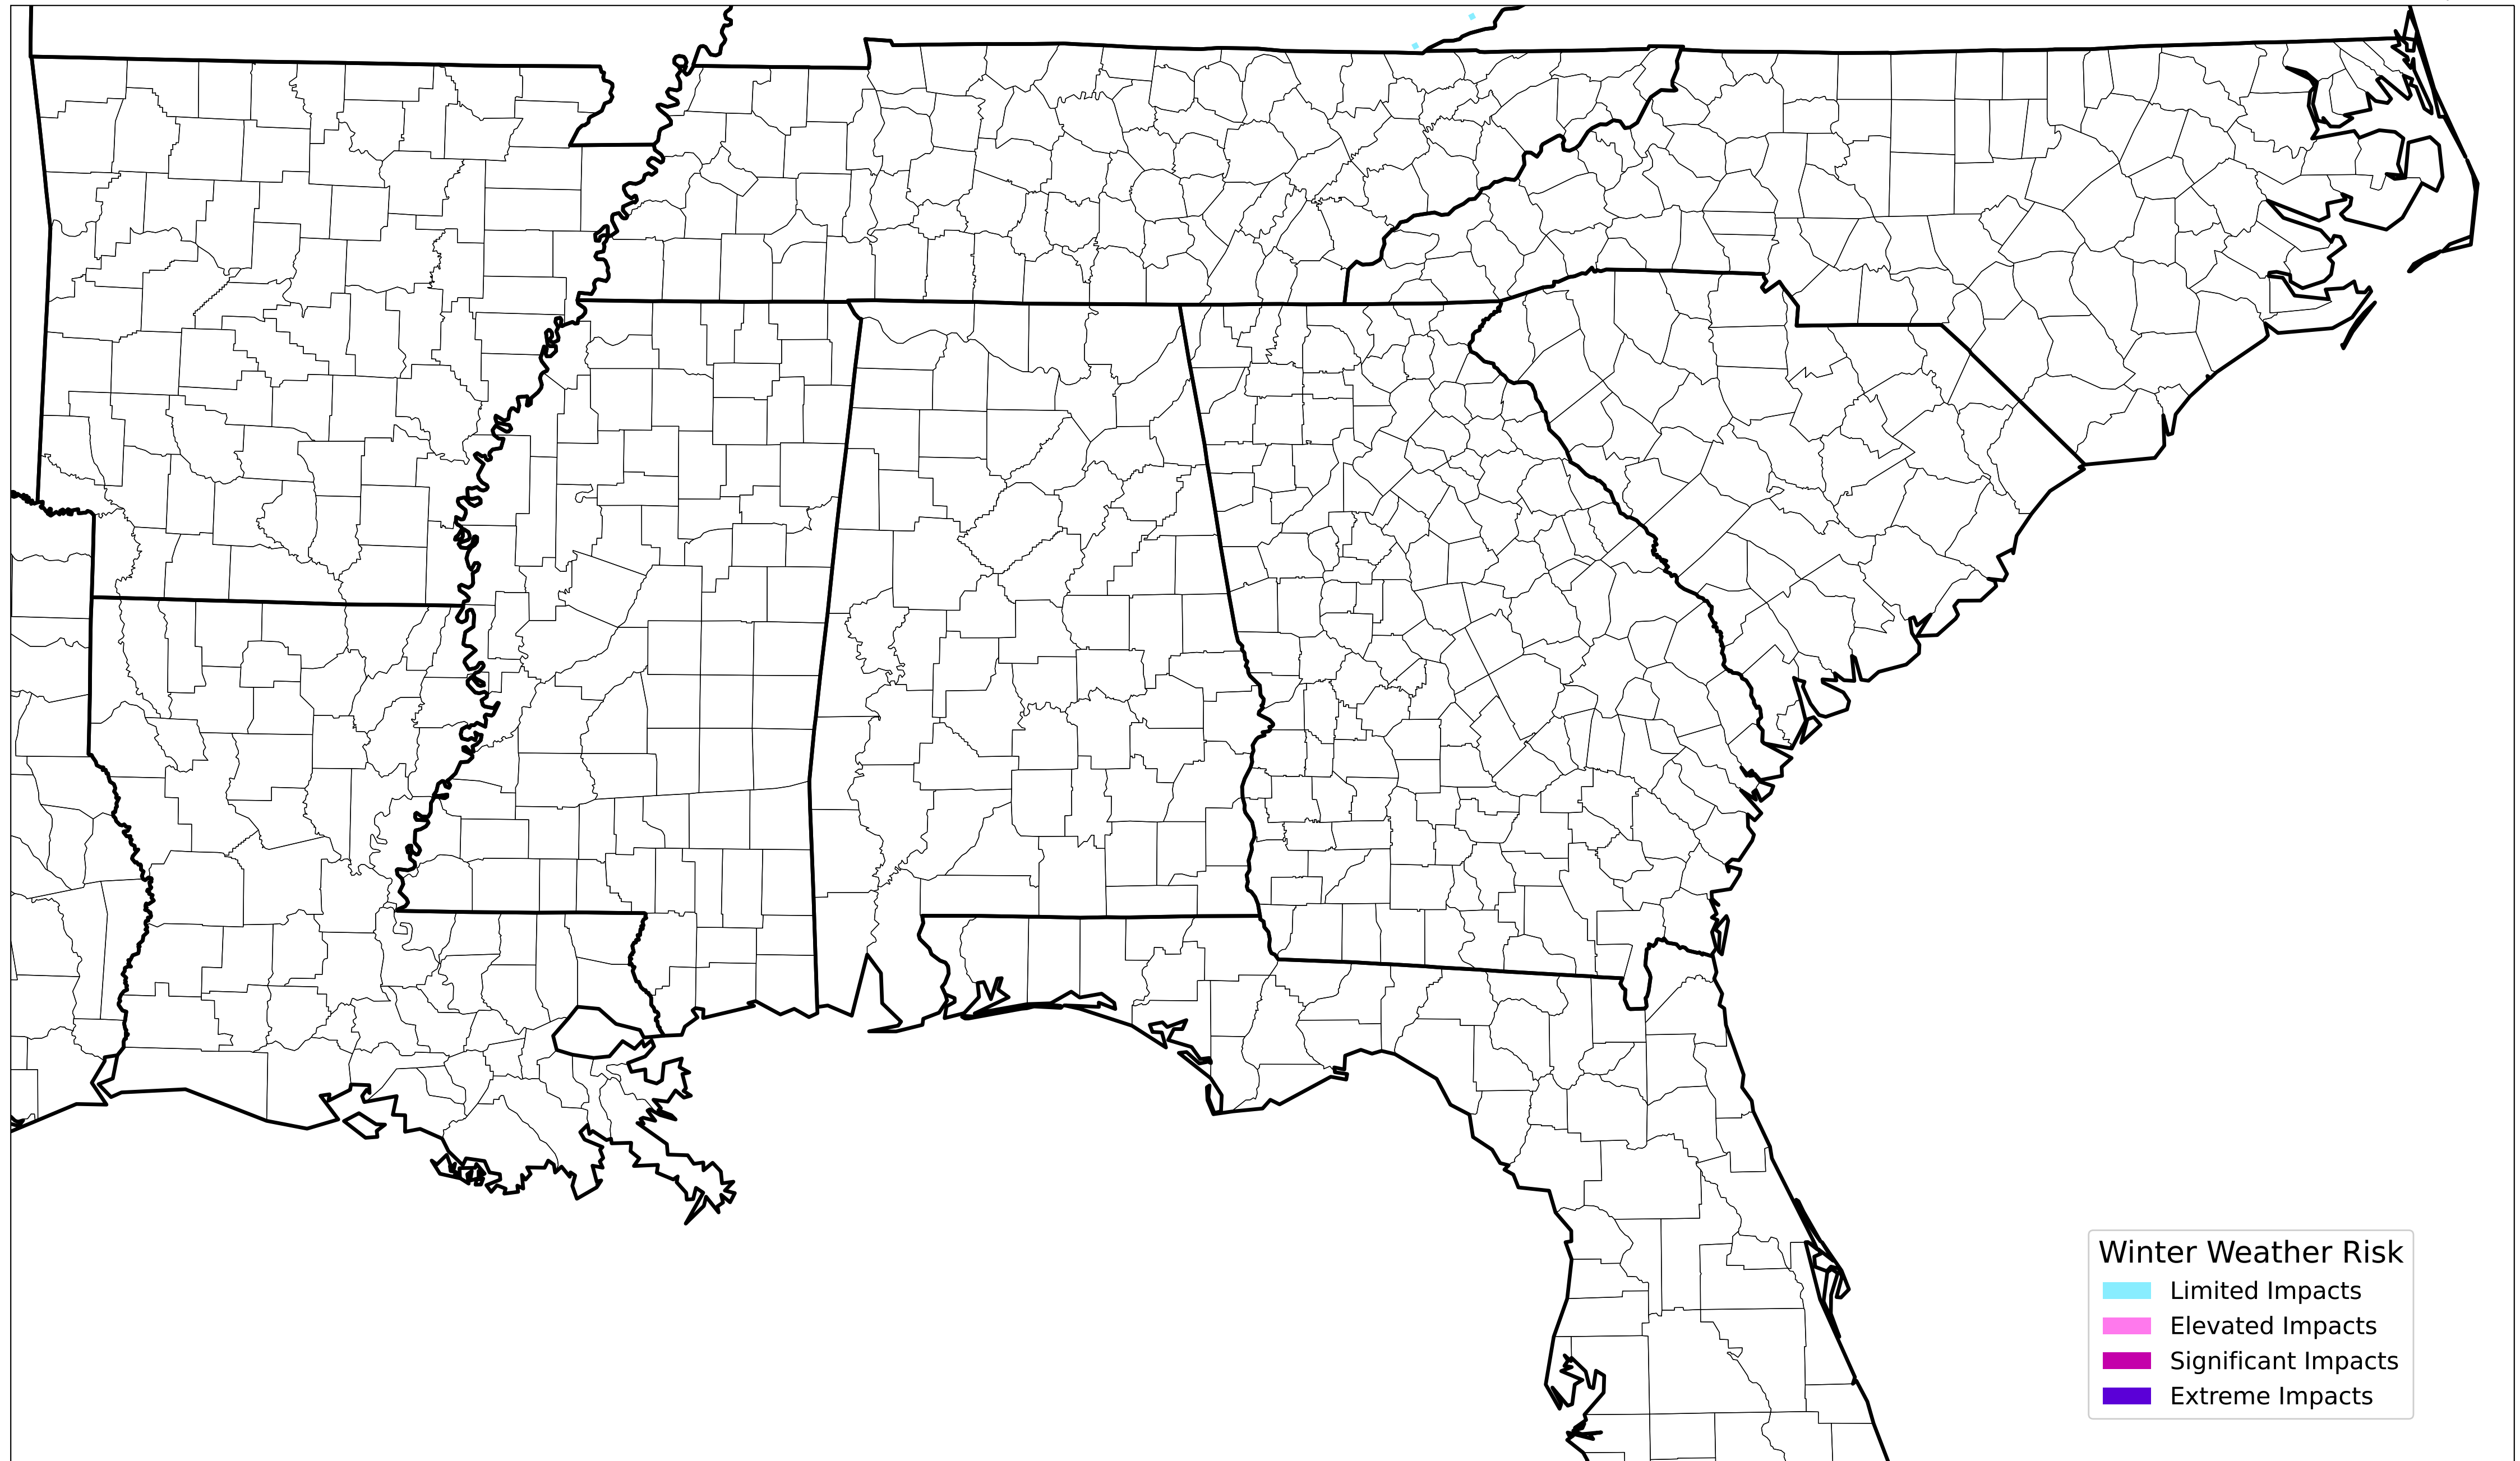 Winter Weather Risk
Limited Impacts
Elevated Impacts
Significant Impacts
Extreme Impacts